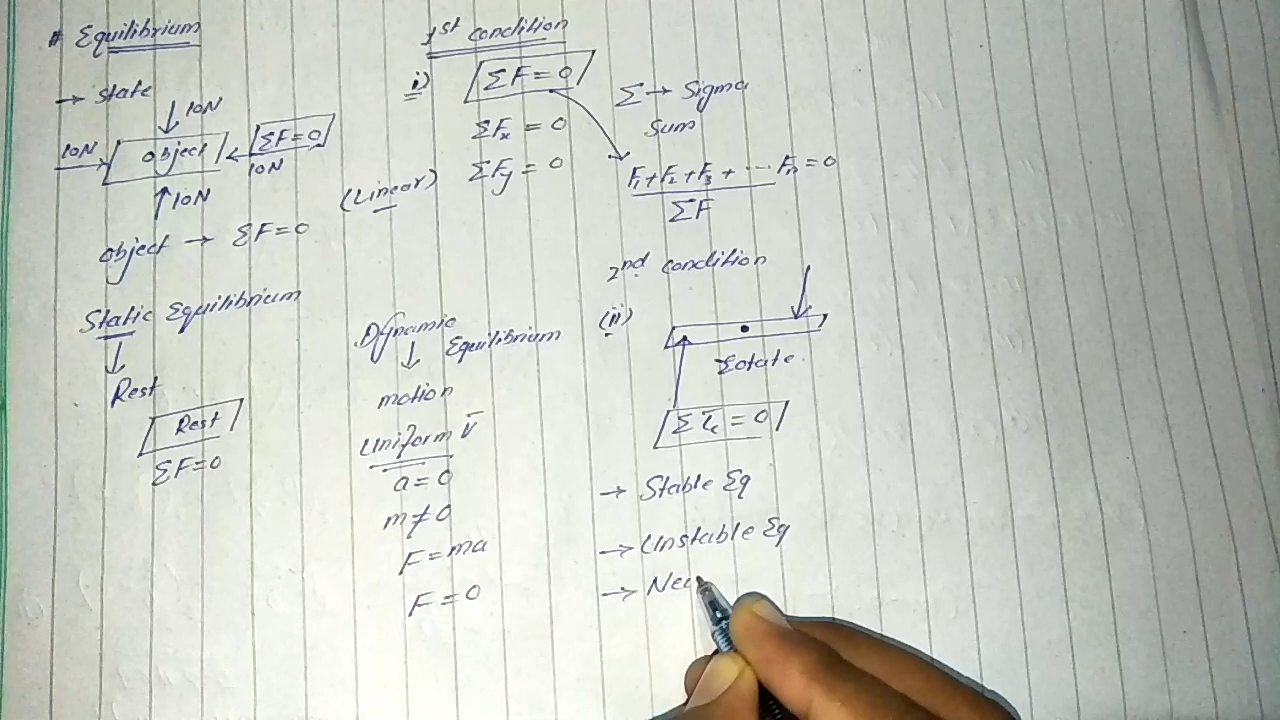 # Equilibrium
→ State
↓ 10N
10N → object ← 10N
ΣF=0
↑ 10N
object → ΣF=0
Static Equilibrium
↓
Rest
Rest
ΣF=0
1st condition
i) ΣF = 0
ΣFx = 0
ΣFy = 0
(Linear)
Σ → Sigma
Sum
F1+F2+F3+ ... Fn = 0
ΣF
Dynamic
Equilibrium
↓
motion
Uniform v̄
a = 0
m ≠ 0
F = ma
F = 0
2nd condition
(ii)
rotate.
→ Stable Eq
→ Unstable Eq
→ Neu